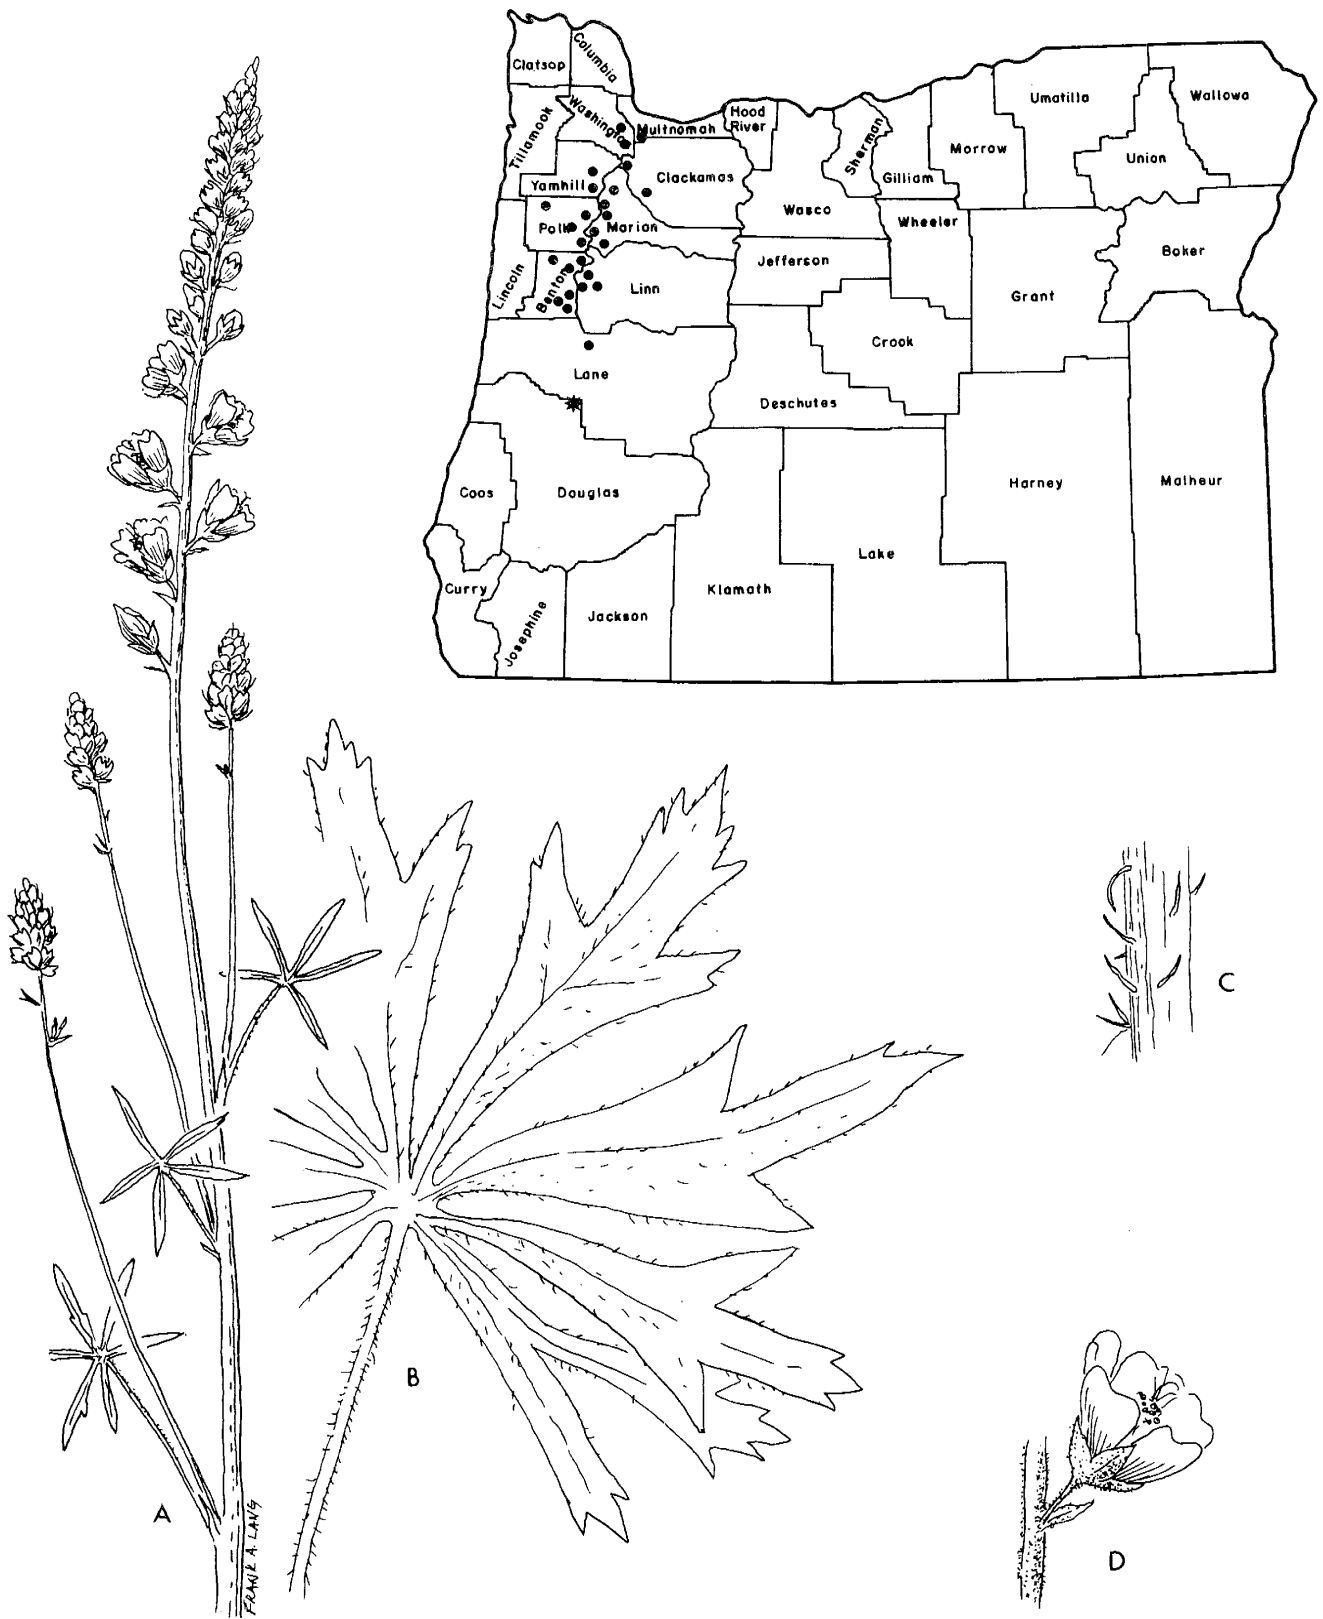 Clatsop
Columbia
Tillamook
Washington
Multnomah
Hood
River
Sherman
Gilliam
Morrow
Umatilla
Union
Wallowa
Yamhill
Clackamas
Wasco
Wheeler
Polk
Marion
Jefferson
Grant
Baker
Lincoln
Benton
Linn
Crook
Lane
Deschutes
Coos
Douglas
Harney
Malheur
Lake
Curry
Josephine
Jackson
Klamath
A
B
C
D
FRANK A. LANG